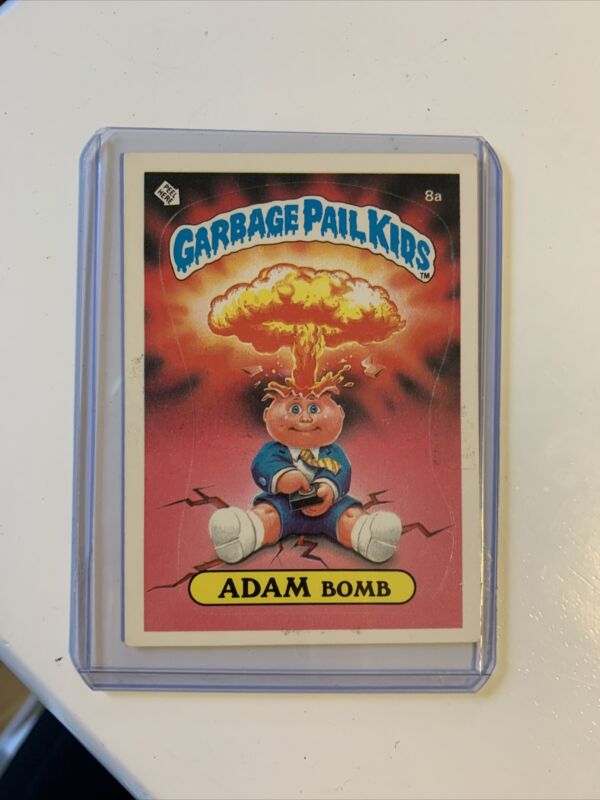 PEEL
HERE
8a
GARBAGE PAIL KIDS
TM
ADAM BOMB